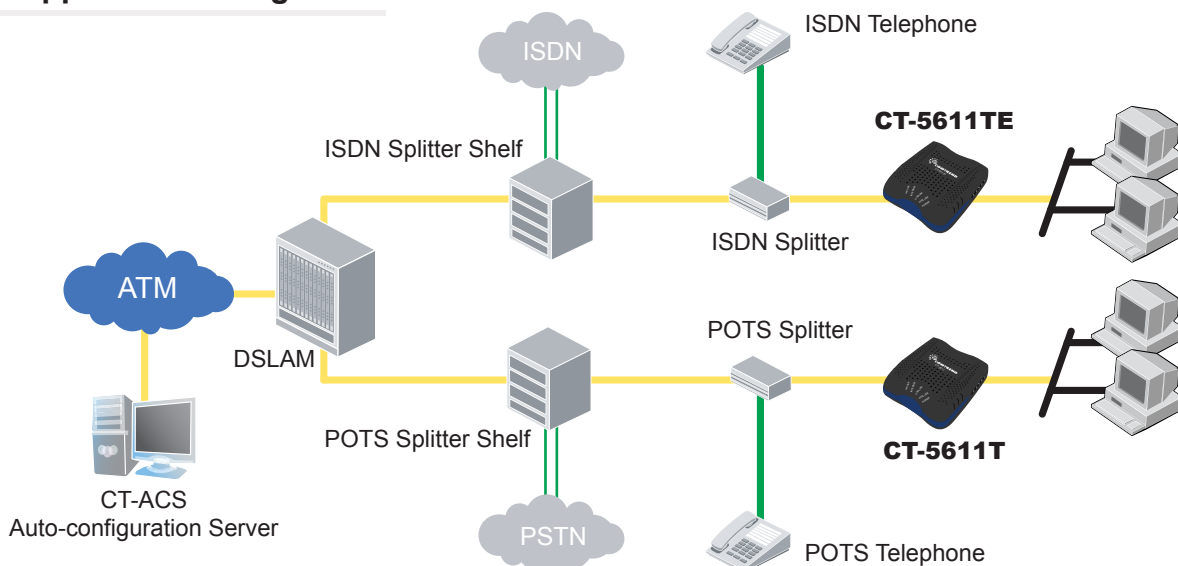 ISDN
ISDN Telephone
CT-5611TE
ISDN Splitter Shelf
ISDN Splitter
ATM
DSLAM
POTS Splitter
POTS Splitter Shelf
CT-5611T
CT-ACS
Auto-configuration Server
PSTN
POTS Telephone